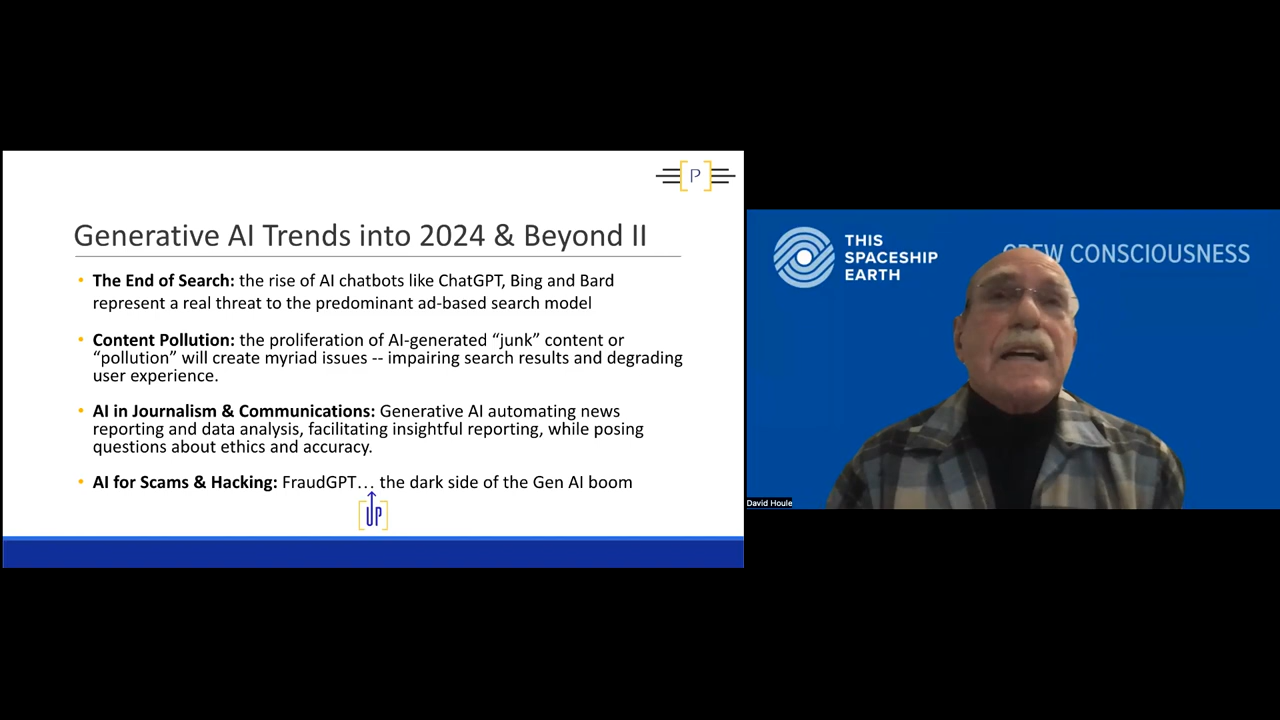 P
Generative AI Trends into 2024 & Beyond II
• The End of Search: the rise of AI chatbots like ChatGPT, Bing and Bard
represent a real threat to the predominant ad-based search model
• Content Pollution: the proliferation of AI-generated “junk” content or
“pollution” will create myriad issues -- impairing search results and degrading
user experience.
• AI in Journalism & Communications: Generative AI automating news
reporting and data analysis, facilitating insightful reporting, while posing
questions about ethics and accuracy.
• AI for Scams & Hacking: FraudGPT… the dark side of the Gen AI boom
UP
THIS
SPACESHIP
EARTH
CREW CONSCIOUSNESS
David Houle